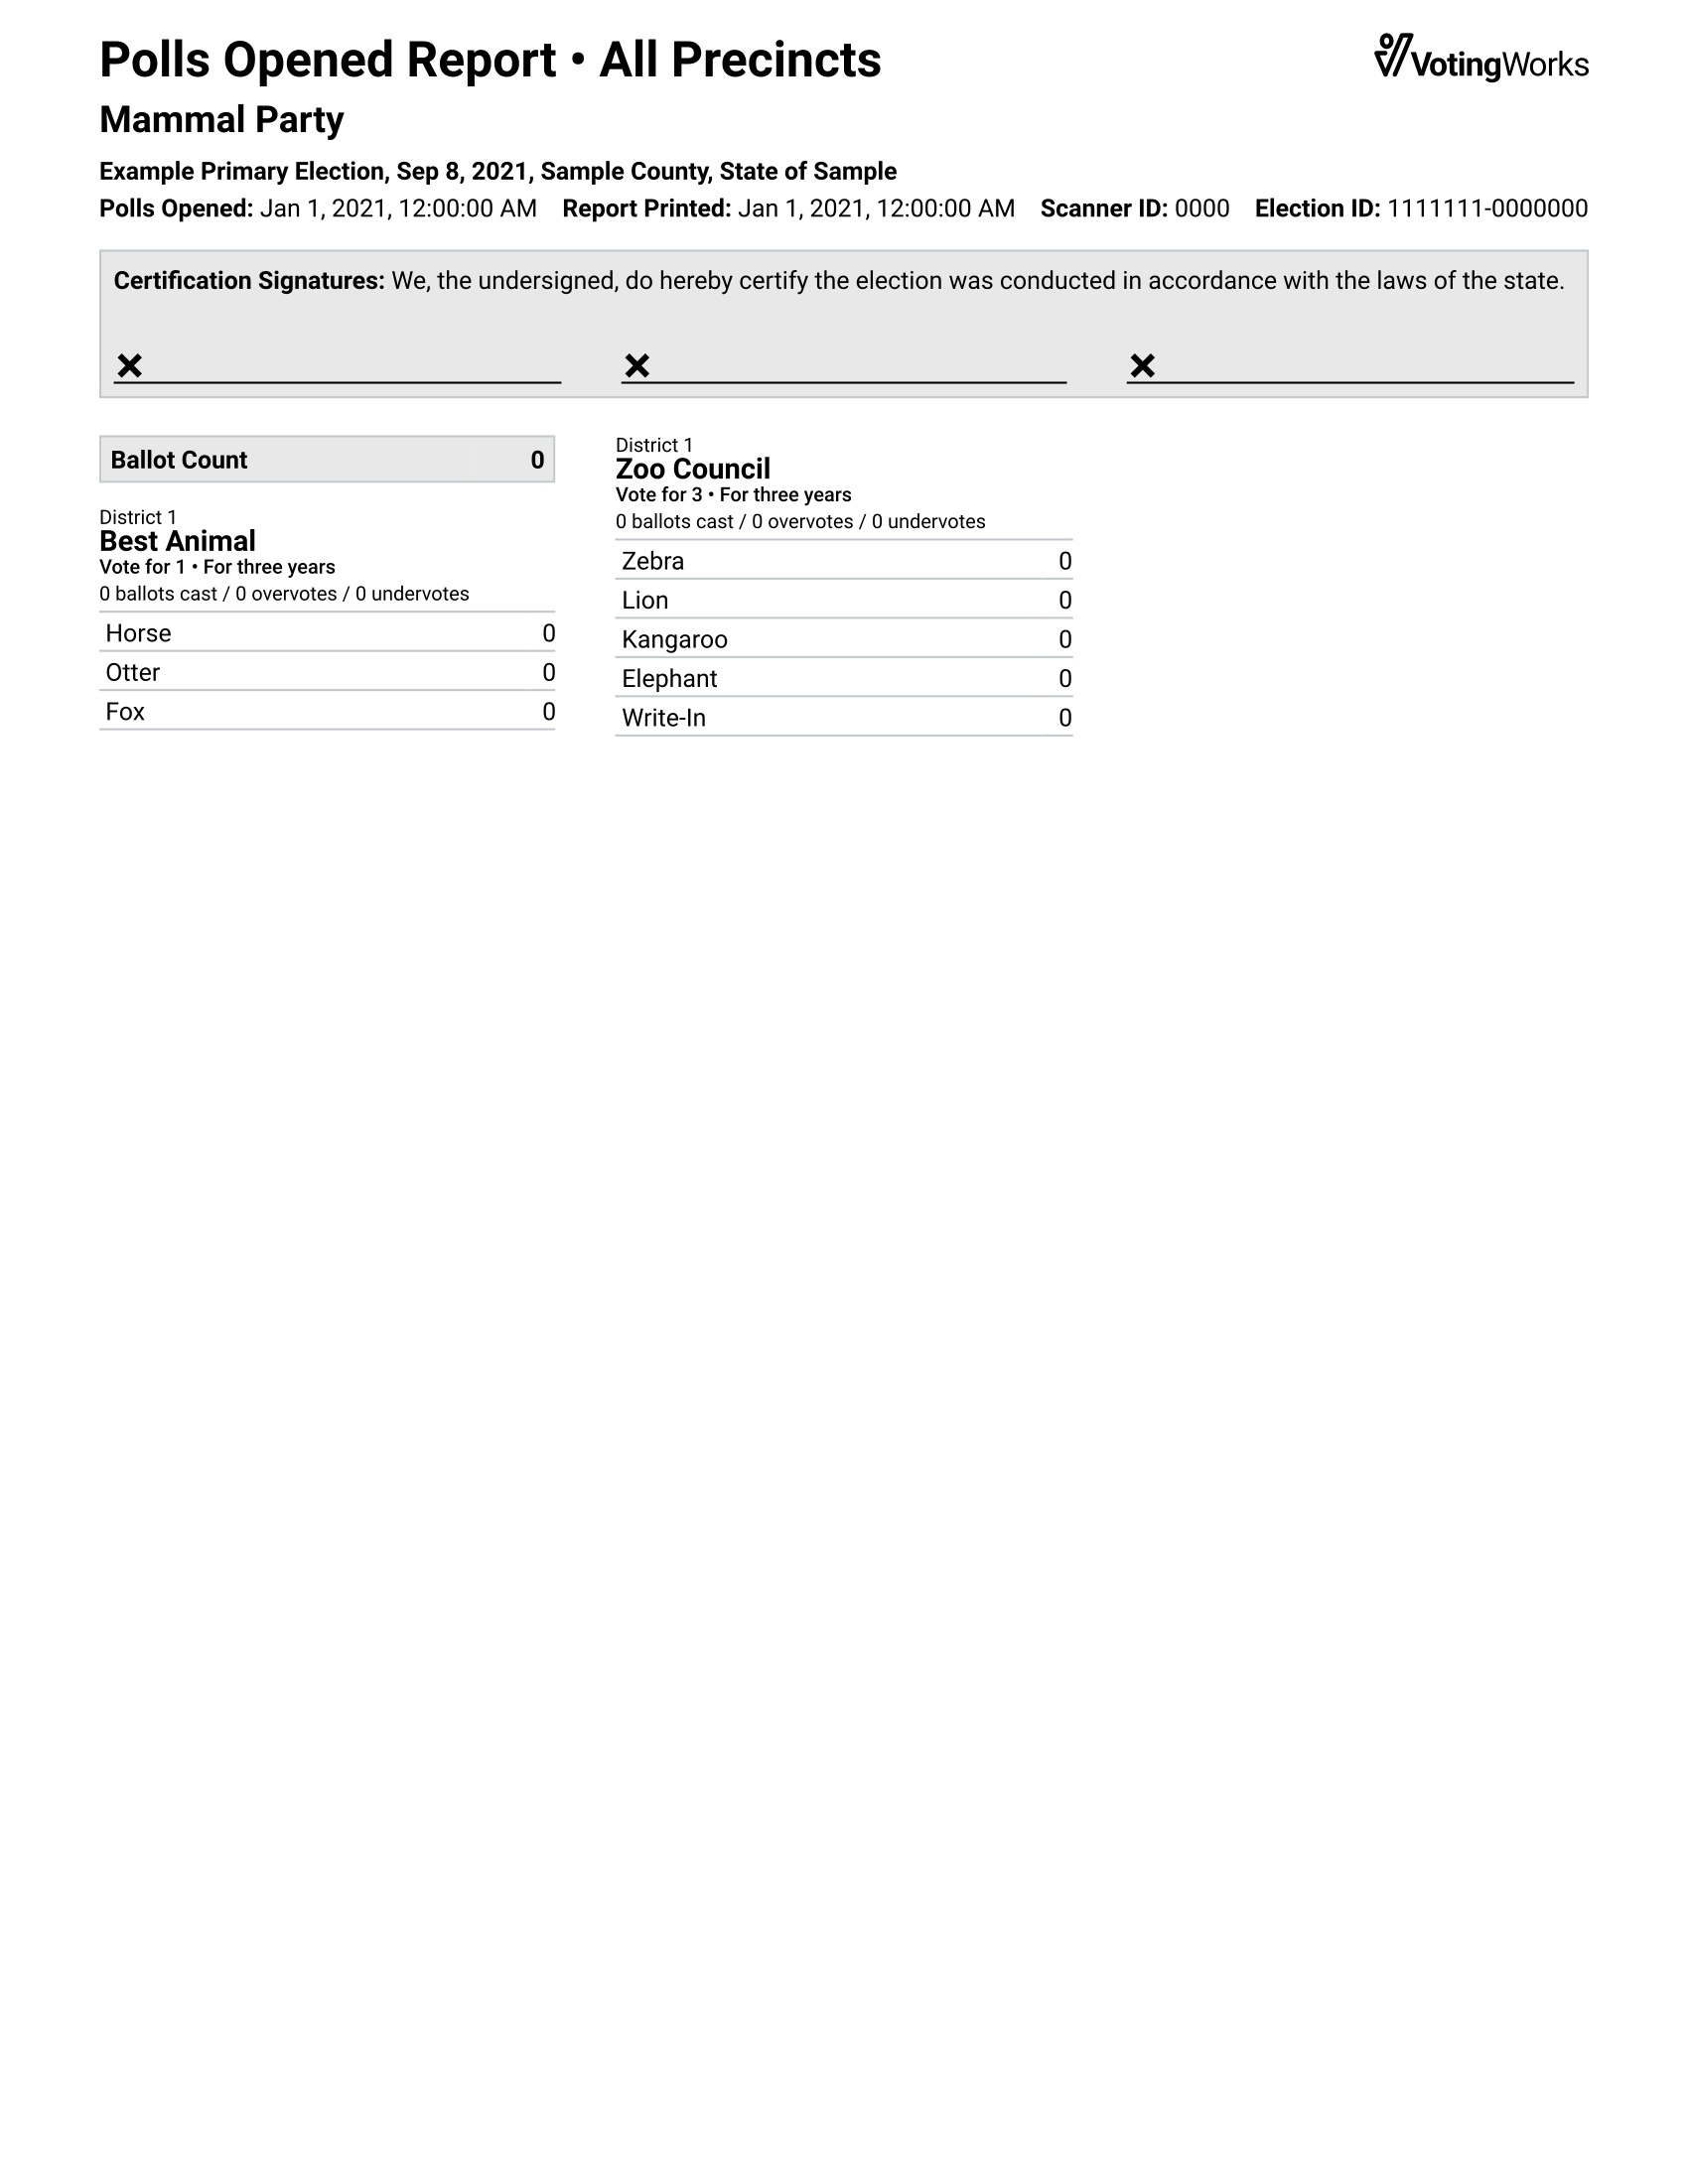 Polls Opened Report • All Precincts
VotingWorks
Mammal Party
Example Primary Election, Sep 8, 2021, Sample County, State of Sample
Polls Opened: Jan 1, 2021, 12:00:00 AM Report Printed: Jan 1, 2021, 12:00:00 AM Scanner ID: 0000 Election ID: 1111111-0000000
Certification Signatures: We, the undersigned, do hereby certify the election was conducted in accordance with the laws of the state.
Ballot Count 0
District 1
Best Animal
Vote for 1 • For three years
0 ballots cast / 0 overvotes / 0 undervotes
Horse 0
Otter 0
Fox 0
District 1
Zoo Council
Vote for 3 • For three years
0 ballots cast / 0 overvotes / 0 undervotes
Zebra 0
Lion 0
Kangaroo 0
Elephant 0
Write-In 0